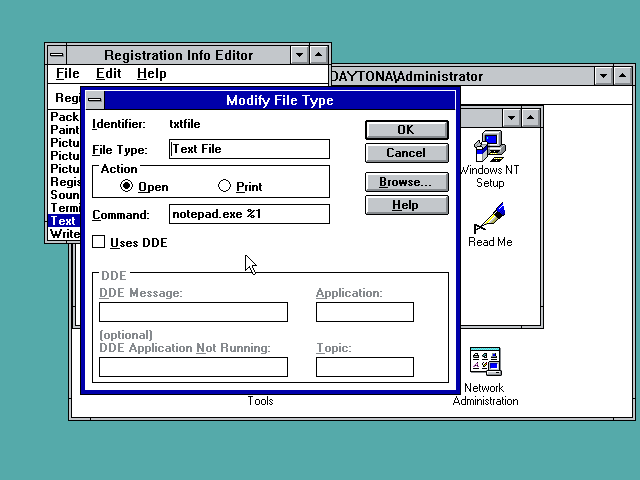 Registration Info Editor
File Edit Help
DAYTONA\Administrator
Regi
Pack
Paint
Pictu
Pictu
Pictu
Regis
Soun
Termi
Text
Write
Modify File Type
Identifier: txtfile
File Type: Text File
Action
Open Print
Command: notepad.exe %1
Uses DDE
OK
Cancel
Browse...
Help
DDE
DDE Message:
Application:
(optional)
DDE Application Not Running:
Topic:
Windows NT
Setup
Read Me
Network
Administration
Tools